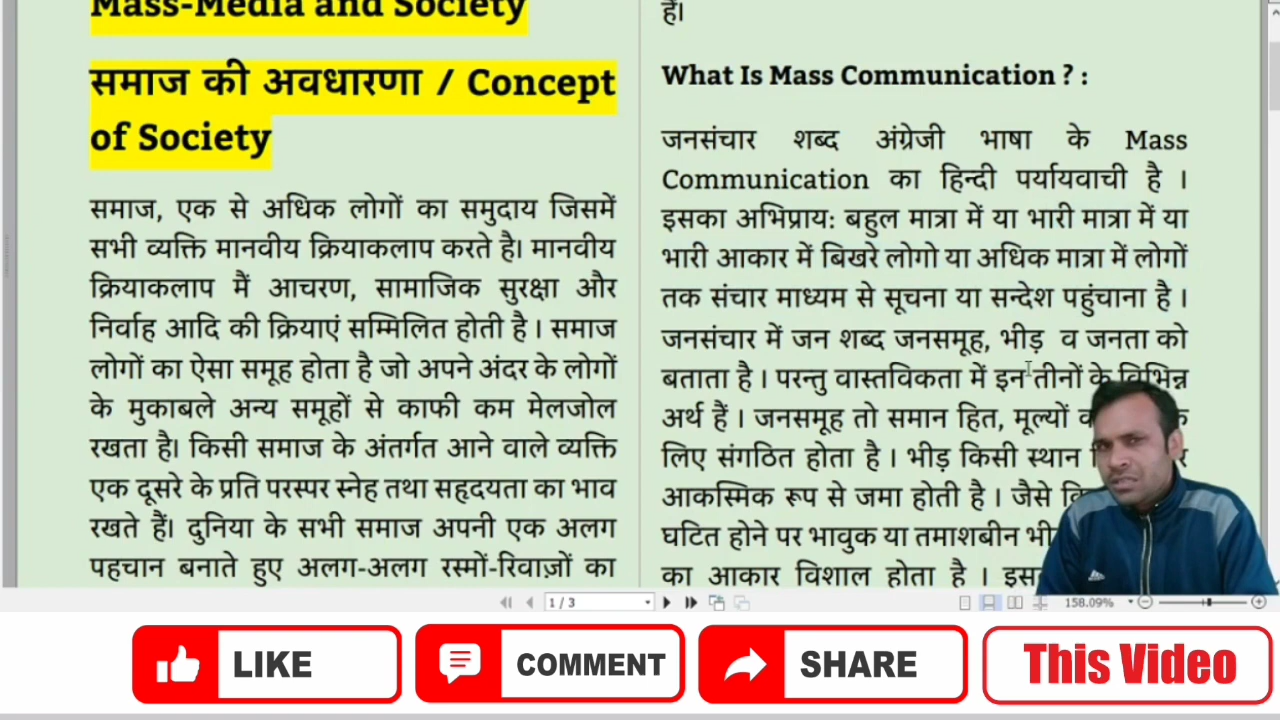 Mass-Media and Society
समाज की अवधारणा / Concept
of Society
समाज, एक से अधिक लोगों का समुदाय जिसमें
सभी व्यक्ति मानवीय क्रियाकलाप करते है। मानवीय
क्रियाकलाप मैं आचरण, सामाजिक सुरक्षा और
निर्वाह आदि की क्रियाएं सम्मिलित होती है । समाज
लोगों का ऐसा समूह होता है जो अपने अंदर के लोगों
के मुकाबले अन्य समूहों से काफी कम मेलजोल
रखता है। किसी समाज के अंतर्गत आने वाले व्यक्ति
एक दूसरे के प्रति परस्पर स्नेह तथा सहृदयता का भाव
रखते हैं। दुनिया के सभी समाज अपनी एक अलग
पहचान बनाते हुए अलग-अलग रस्मों-रिवाज़ों का
हैं।
What Is Mass Communication ? :
जनसंचार शब्द अंग्रेजी भाषा के Mass
Communication का हिन्दी पर्यायवाची है ।
इसका अभिप्राय: बहुल मात्रा में या भारी मात्रा में या
भारी आकार में बिखरे लोगो या अधिक मात्रा में लोगों
तक संचार माध्यम से सूचना या सन्देश पहुंचाना है ।
जनसंचार में जन शब्द जनसमूह, भीड़ व जनता को
बताता है । परन्तु वास्तविकता में इन तीनों के विभिन्न
अर्थ हैं । जनसमूह तो समान हित, मूल्यों
लिए संगठित होता है । भीड़ किसी स्थान
आकस्मिक रूप से जमा होती है । जैसे
घटित होने पर भावुक या तमाशबीन
का आकार विशाल होता है ।
1 / 3
158.09%
LIKE
COMMENT
SHARE
This Video